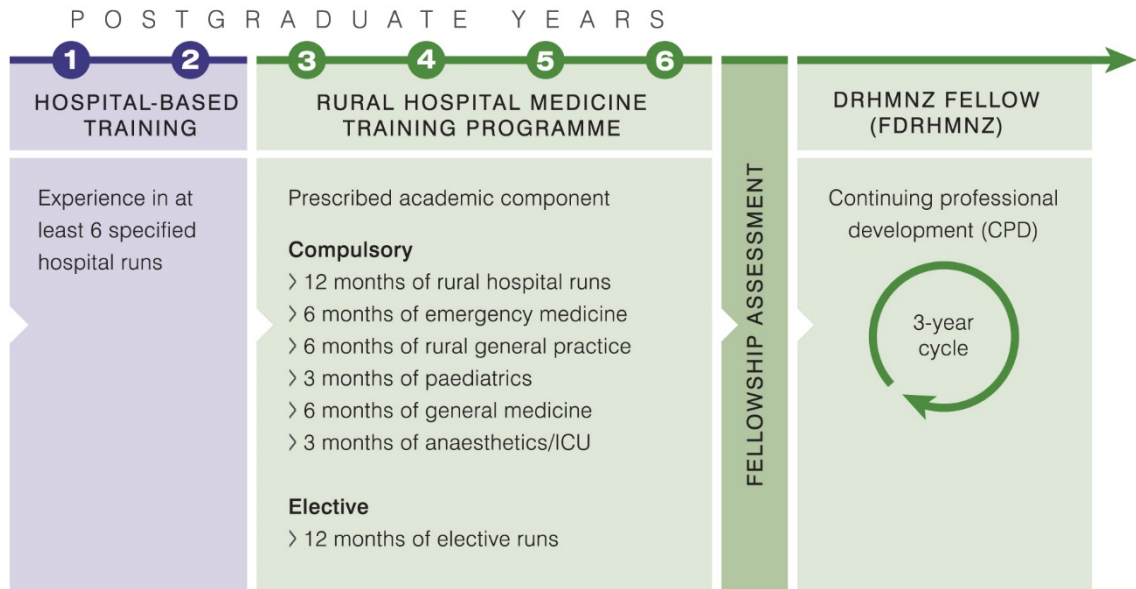 POSTGRADUATE YEARS
1 2 3 4 5 6
HOSPITAL-BASED
TRAINING
Experience in at
least 6 specified
hospital runs
RURAL HOSPITAL MEDICINE
TRAINING PROGRAMME
Prescribed academic component
Compulsory
> 12 months of rural hospital runs
> 6 months of emergency medicine
> 6 months of rural general practice
> 3 months of paediatrics
> 6 months of general medicine
> 3 months of anaesthetics/ICU
Elective
> 12 months of elective runs
FELLOWSHIP ASSESSMENT
DRHMNZ FELLOW
(FDRHMNZ)
Continuing professional
development (CPD)
3-year
cycle